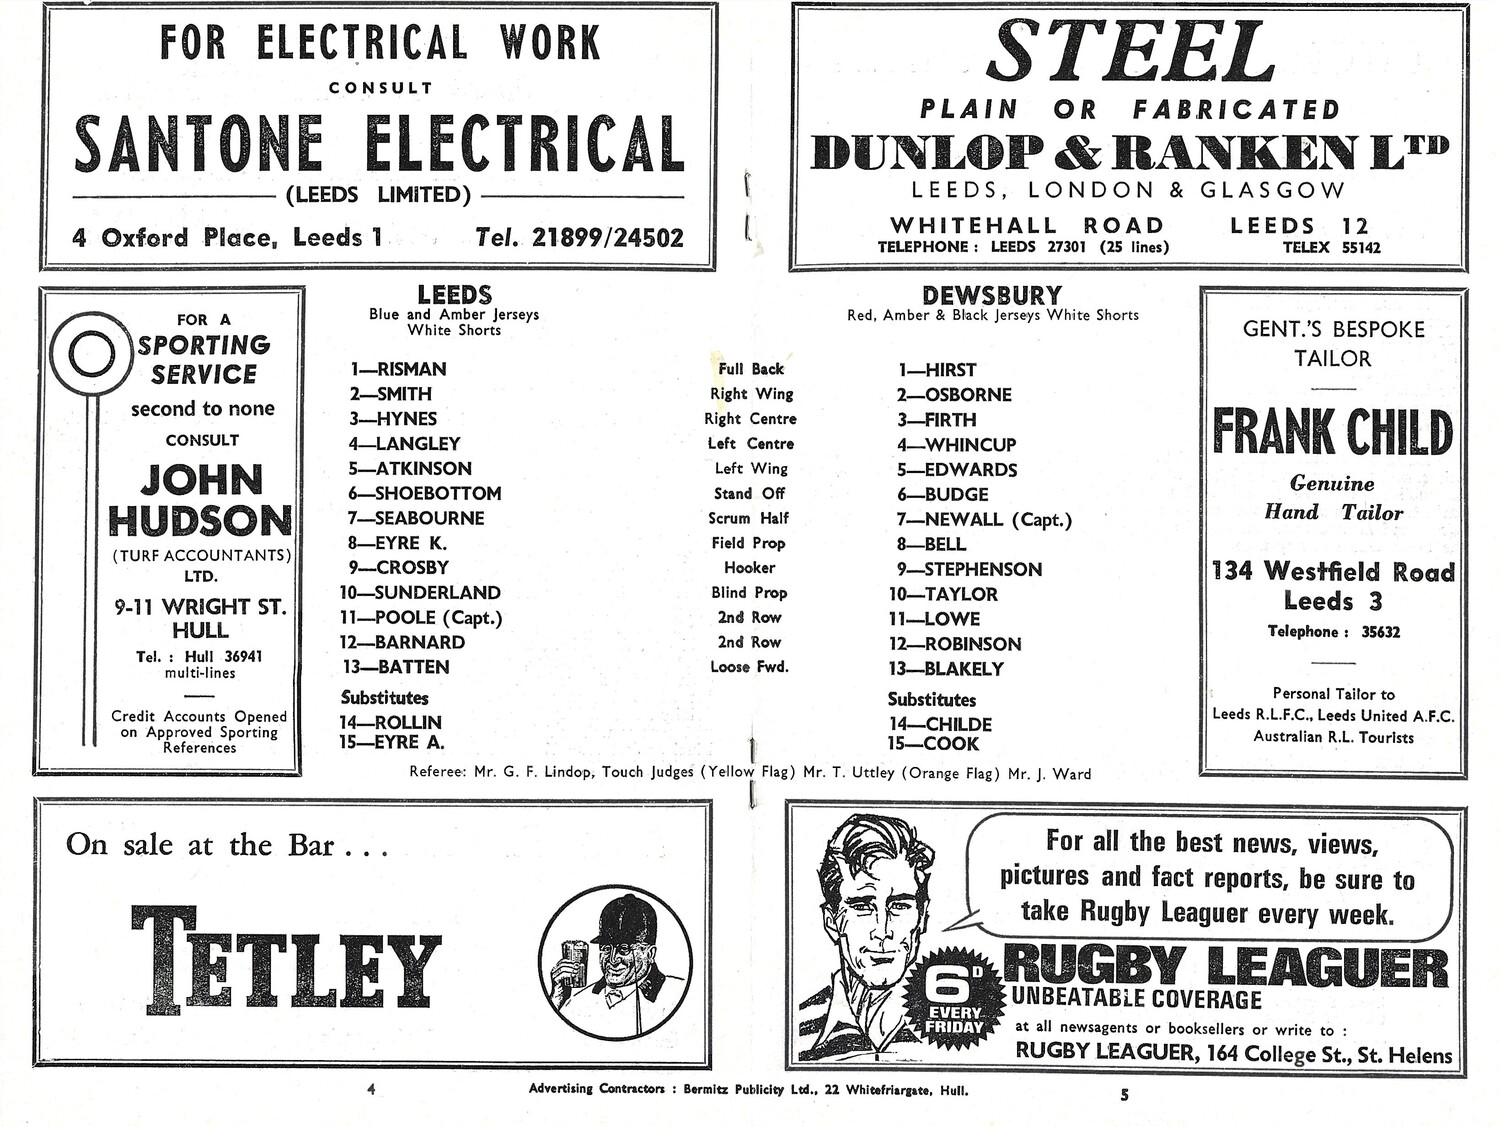 FOR ELECTRICAL WORK
CONSULT
SANTONE ELECTRICAL
(LEEDS LIMITED)
4 Oxford Place, Leeds 1 Tel. 21899/24502
STEEL
PLAIN OR FABRICATED
DUNLOP & RANKEN LTD
LEEDS, LONDON & GLASGOW
WHITEHALL ROAD LEEDS 12
TELEPHONE : LEEDS 27301 (25 lines) TELEX 55142
FOR A
SPORTING
SERVICE
second to none
CONSULT
JOHN
HUDSON
(TURF ACCOUNTANTS)
LTD.
9-11 WRIGHT ST.
HULL
Tel. : Hull 36941
multi-lines
Credit Accounts Opened
on Approved Sporting
References
LEEDS
Blue and Amber Jerseys
White Shorts
DEWSBURY
Red, Amber & Black Jerseys White Shorts
1—RISMAN Full Back 1—HIRST
2—SMITH Right Wing 2—OSBORNE
3—HYNES Right Centre 3—FIRTH
4—LANGLEY Left Centre 4—WHINCUP
5—ATKINSON Left Wing 5—EDWARDS
6—SHOEBOTTOM Stand Off 6—BUDGE
7—SEABOURNE Scrum Half 7—NEWALL (Capt.)
8—EYRE K. Field Prop 8—BELL
9—CROSBY Hooker 9—STEPHENSON
10—SUNDERLAND Blind Prop 10—TAYLOR
11—POOLE (Capt.) 2nd Row 11—LOWE
12—BARNARD 2nd Row 12—ROBINSON
13—BATTEN Loose Fwd. 13—BLAKELY
Substitutes Substitutes
14—ROLLIN 14—CHILDE
15—EYRE A. 15—COOK
Referee: Mr. G. F. Lindop, Touch Judges (Yellow Flag) Mr. T. Uttley (Orange Flag) Mr. J. Ward
GENT.'S BESPOKE
TAILOR
FRANK CHILD
Genuine
Hand Tailor
134 Westfield Road
Leeds 3
Telephone : 35632
Personal Tailor to
Leeds R.L.F.C., Leeds United A.F.C.
Australian R.L. Tourists
On sale at the Bar . . .
TETLEY
For all the best news, views,
pictures and fact reports, be sure to
take Rugby Leaguer every week.
6D
EVERY
FRIDAY
RUGBY LEAGUER
UNBEATABLE COVERAGE
at all newsagents or booksellers or write to :
RUGBY LEAGUER, 164 College St., St. Helens
4 Advertising Contractors : Bermitz Publicity Ltd., 22 Whitefriargate, Hull. 5